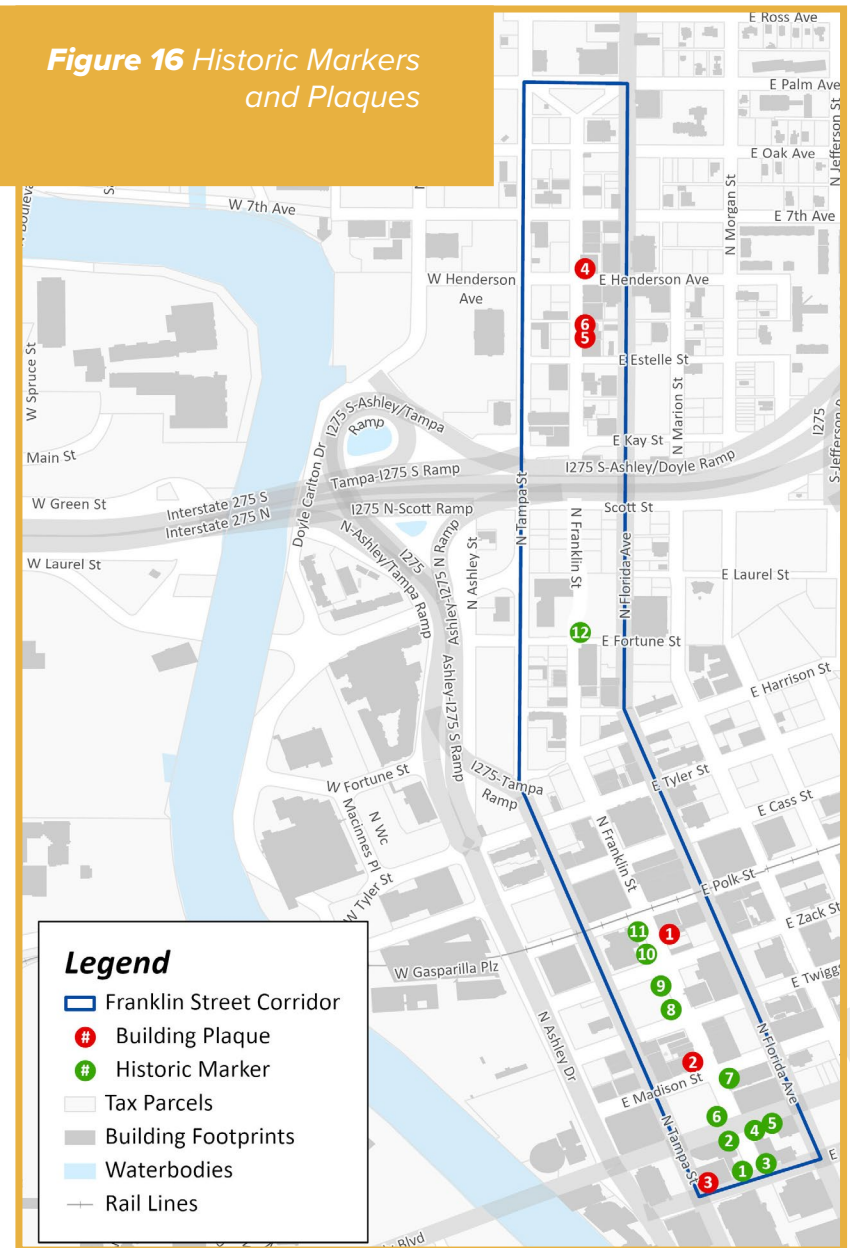 Figure 16 Historic Markers
and Plaques
E Ross Ave
E Palm Ave
N Jefferson St
E Oak Ave
N Morgan St
W 7th Ave
E 7th Ave
4
W Henderson
Ave
E Henderson Ave
6
5
E Estelle St
W Spruce St
N Marion St
I275 S-Ashley/Tampa
Ramp
E Kay St
I275
Main St
Tampa-I275 S Ramp
I275 S-Ashley/Doyle Ramp
Doyle Carlton Dr
W Green St
Interstate 275 S
Interstate 275 N
I275 N-Scott Ramp
N Tampa St
Scott St
N Franklin St
N Florida Ave
W Laurel St
N-Ashley/Tampa Ramp
I275
Ashley-I275 N Ramp
N Ashley St
E Laurel St
12
E Fortune St
Ashley-I275 S Ramp
E Harrison St
W Fortune St
I275-Tampa
Ramp
E Tyler St
N Wc
Macinnes Pl
E Cass St
N Franklin St
W Tyler St
E Polk St
E Zack St
11
1
10
W Gasparilla Plz
9
8
N Ashley Dr
N Florida Ave
2
7
E Madison St
6
5
4
2
N Tampa St
3
1
3
Legend
Franklin Street Corridor
# Building Plaque
# Historic Marker
Tax Parcels
Building Footprints
Waterbodies
Rail Lines
Blvd